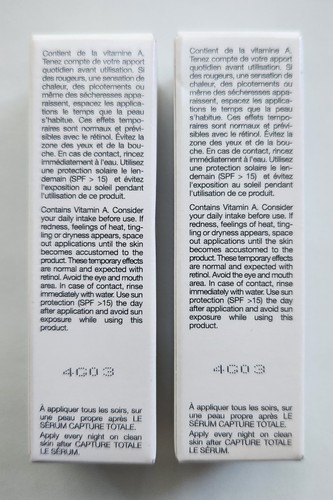 Contient de la vitamine A.
Tenez compte de votre apport
quotidien avant utilisation. Si
des rougeurs, une sensation de
chaleur, des picotements ou
même des sécheresses appa-
raissent, espacez les applica-
tions le temps que la peau
s'habitue. Ces effets tempo-
raires sont normaux et prévi-
sibles avec le rétinol. Évitez la
zone des yeux et de la bou-
che. En cas de contact, rincez
immédiatement à l'eau. Utilisez
une protection solaire le len-
demain (SPF > 15) et évitez
l'exposition au soleil pendant
l'utilisation de ce produit.
Contains Vitamin A. Consider
your daily intake before use. If
redness, feelings of heat, ting-
ling or dryness appears, space
out applications until the skin
becomes accustomed to the
product. These temporary effects
are normal and expected with
retinol. Avoid the eye and mouth
area. In case of contact, rinse
immediately with water. Use sun
protection (SPF >15) the day
after application and avoid sun
exposure while using this
product.
4G03
À appliquer tous les soirs, sur
une peau propre après LE
SÉRUM CAPTURE TOTALE.
Apply every night on clean
skin after CAPTURE TOTALE
LE SÉRUM.
Contient de la vitamine A.
Tenez compte de votre apport
quotidien avant utilisation. Si
des rougeurs, une sensation de
chaleur, des picotements ou
même des sécheresses appa-
raissent, espacez les applica-
tions le temps que la peau
s'habitue. Ces effets tempo-
raires sont normaux et prévi-
sibles avec le rétinol. Évitez la
zone des yeux et de la bou-
che. En cas de contact, rincez
immédiatement à l'eau. Utilisez
une protection solaire le len-
demain (SPF > 15) et évitez
l'exposition au soleil pendant
l'utilisation de ce produit.
Contains Vitamin A. Consider
your daily intake before use. If
redness, feelings of heat, ting-
ling or dryness appears, space
out applications until the skin
becomes accustomed to the
product. These temporary effects
are normal and expected with
retinol. Avoid the eye and mouth
area. In case of contact, rinse
immediately with water. Use sun
protection (SPF >15) the day
after application and avoid sun
exposure while using this
product.
4G03
À appliquer tous les soirs, sur
une peau propre après LE
SÉRUM CAPTURE TOTALE.
Apply every night on clean
skin after CAPTURE TOTALE
LE SÉRUM.